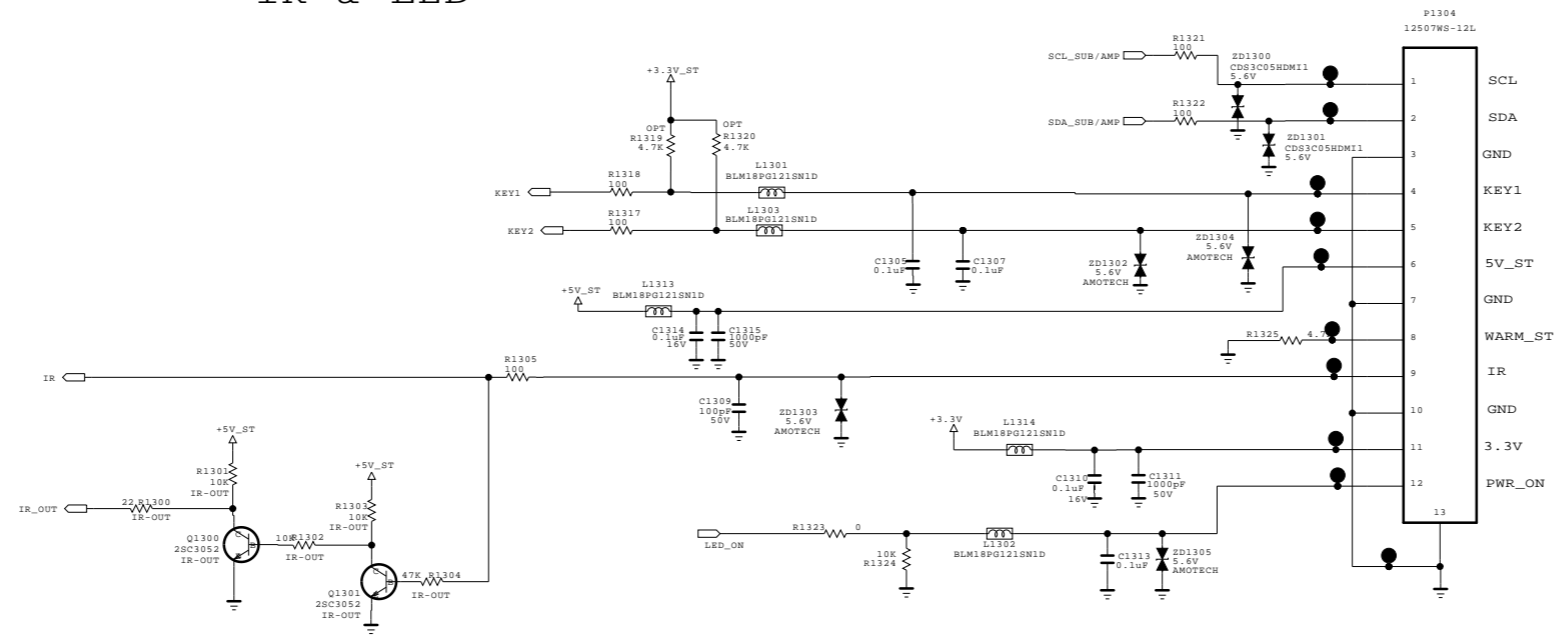 IR & LED
P1304
12507WS-12L
R1321
100
SCL_SUB/AMP
ZD1300
CDS3C05HDMI1
5.6V
1
SCL
+3.3V_ST
R1322
100
SDA_SUB/AMP
2
SDA
OPT
R1319
4.7K
OPT
R1320
4.7K
ZD1301
CDS3C05HDMI1
5.6V
3
GND
L1301
BLM18PG121SN1D
R1318
100
KEY1
4
KEY1
L1303
BLM18PG121SN1D
R1317
100
KEY2
5
KEY2
C1305
0.1uF
C1307
0.1uF
ZD1302
5.6V
AMOTECH
ZD1304
5.6V
AMOTECH
6
5V_ST
+5V_ST
L1313
BLM18PG121SN1D
7
GND
C1314
0.1uF
16V
C1315
1000pF
50V
R1325
8
WARM_ST
IR
R1305
100
9
IR
C1309
100pF
50V
ZD1303
5.6V
AMOTECH
10
GND
+3.3V
L1314
BLM18PG121SN1D
11
3.3V
+5V_ST
R1301
10K
IR-OUT
+5V_ST
C1310
0.1uF
16V
C1311
1000pF
50V
12
PWR_ON
IR_OUT
22
R1300
IR-OUT
R1303
10K
IR-OUT
13
Q1300
2SC3052
IR-OUT
10K
R1302
IR-OUT
LED_ON
R1323
0
L1302
BLM18PG121SN1D
10K
R1324
C1313
0.1uF
ZD1305
5.6V
AMOTECH
C
B
E
Q1301
2SC3052
IR-OUT
47K
R1304
IR-OUT
C
B
E